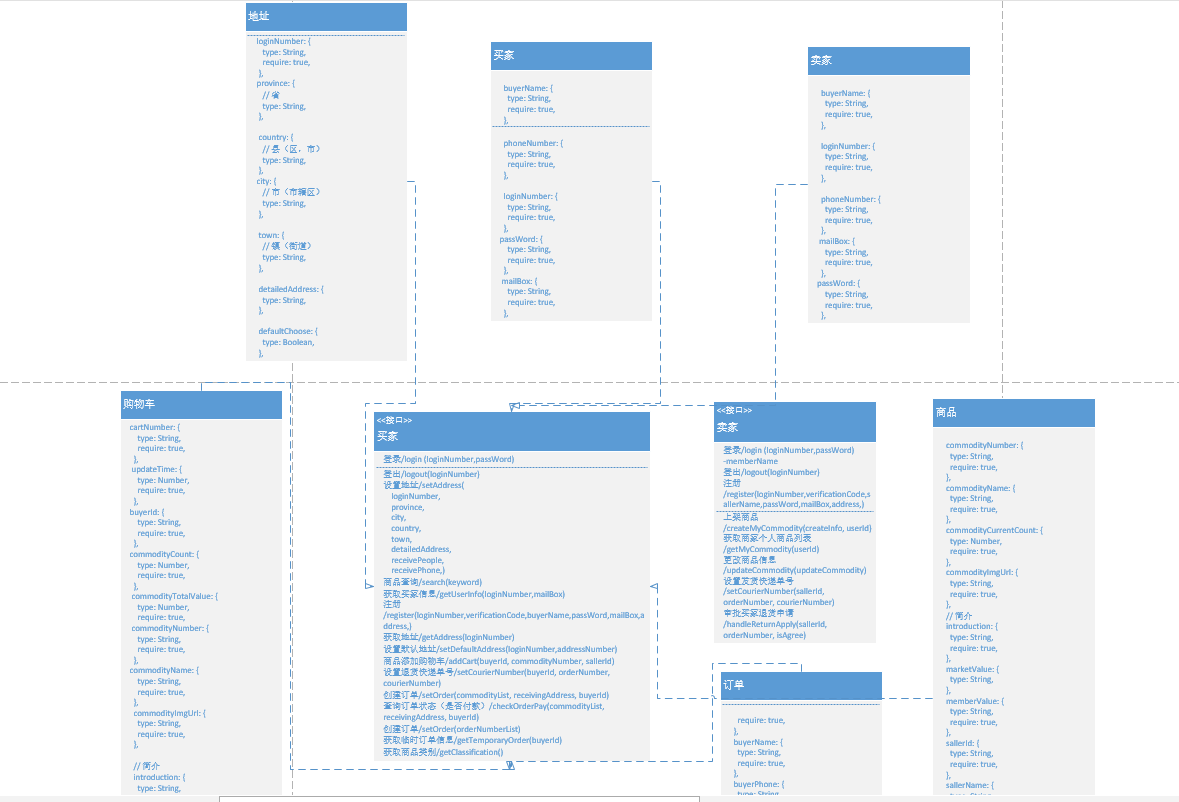 地址
loginNumber: {
type: String,
require: true,
},
province: {
// 省
type: String,
},
country: {
// 县（区、市）
type: String,
},
city: {
// 市（市辖区）
type: String,
},
town: {
// 镇（街道）
type: String,
},
detailedAddress: {
type: String,
},
defaultChoose: {
type: Boolean,
},
买家
buyerName: {
type: String,
require: true,
},
phoneNumber: {
type: String,
require: true,
},
loginNumber: {
type: String,
require: true,
},
passWord: {
type: String,
require: true,
},
mailBox: {
type: String,
require: true,
},
卖家
buyerName: {
type: String,
require: true,
},
loginNumber: {
type: String,
require: true,
},
phoneNumber: {
type: String,
require: true,
},
mailBox: {
type: String,
require: true,
},
passWord: {
type: String,
require: true,
},
购物车
cartNumber: {
type: String,
require: true,
},
updateTime: {
type: Number,
require: true,
},
buyerId: {
type: String,
require: true,
},
commodityCount: {
type: Number,
require: true,
},
commodityTotalValue: {
type: Number,
require: true,
},
commodityNumber: {
type: String,
require: true,
},
commodityName: {
type: String,
require: true,
},
commodityImgUrl: {
type: String,
require: true,
},
// 简介
introduction: {
type: String,
<<接口>>
买家
登录/login (loginNumber,passWord)
登出/logout(loginNumber)
设置地址/setAddress(
loginNumber,
province,
city,
country,
town,
detailedAddress,
receivePeople,
receivePhone,)
商品查询/search(keyword)
获取买家信息/getUserInfo(loginNumber,mailBox)
注册
/register(loginNumber,verificationCode,buyerName,passWord,mailBox,a
ddress,)
获取地址/getAddress(loginNumber)
设置默认地址/setDefaultAddress(loginNumber,addressNumber)
商品添加购物车/addCart(buyerId, commodityNumber, sallerId)
设置退货快递单号/setCourierNumber(buyerId, orderNumber,
courierNumber)
创建订单/setOrder(commodityList, receivingAddress, buyerId)
查询订单状态（是否付款）/checkOrderPay(commodityList,
receivingAddress, buyerId)
创建订单/setOrder(orderNumberList)
获取临时订单信息/getTemporaryOrder(buyerId)
获取商品类别/getClassification()
<<接口>>
卖家
登录/login (loginNumber,passWord)
-memberName
登出/logout(loginNumber)
注册
/register(loginNumber,verificationCode,s
allerName,passWord,mailBox,address,)
上架商品
/createMyCommodity(createInfo, userId)
获取商家个人商品列表
/getMyCommodity(userId)
更改商品信息
/updateCommodity(updateCommodity)
设置发货快递单号
/setCourierNumber(sallerId,
orderNumber, courierNumber)
审批买家退货申请
/handleReturnApply(sallerId,
orderNumber, isAgree)
订单
require: true,
},
buyerName: {
type: String,
require: true,
},
buyerPhone: {
type: String,
商品
commodityNumber: {
type: String,
require: true,
},
commodityName: {
type: String,
require: true,
},
commodityCurrentCount: {
type: Number,
require: true,
},
commodityImgUrl: {
type: String,
require: true,
},
// 简介
introduction: {
type: String,
require: true,
},
marketValue: {
type: String,
},
memberValue: {
type: String,
require: true,
},
sallerId: {
type: String,
require: true,
},
sallerName: {
type: String,